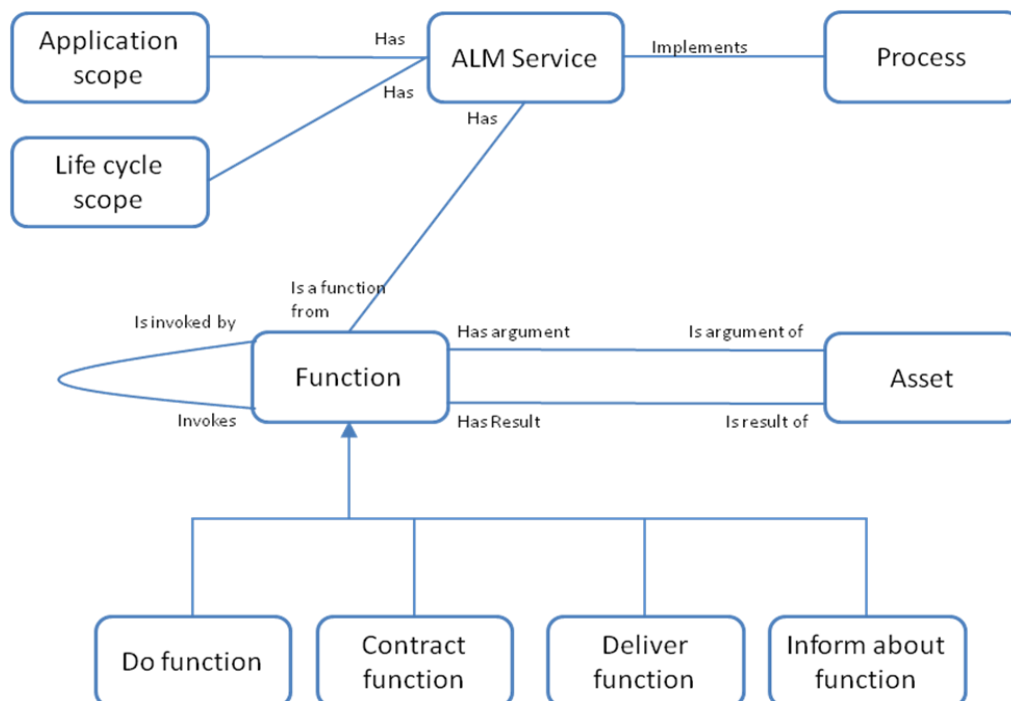 Application
scope
Has
ALM Service
Implements
Process
Has
Has
Life cycle
scope
Is a function
from
Is invoked by
Has argument
Is argument of
Function
Asset
Invokes
Has Result
Is result of
Do function
Contract
function
Deliver
function
Inform about
function